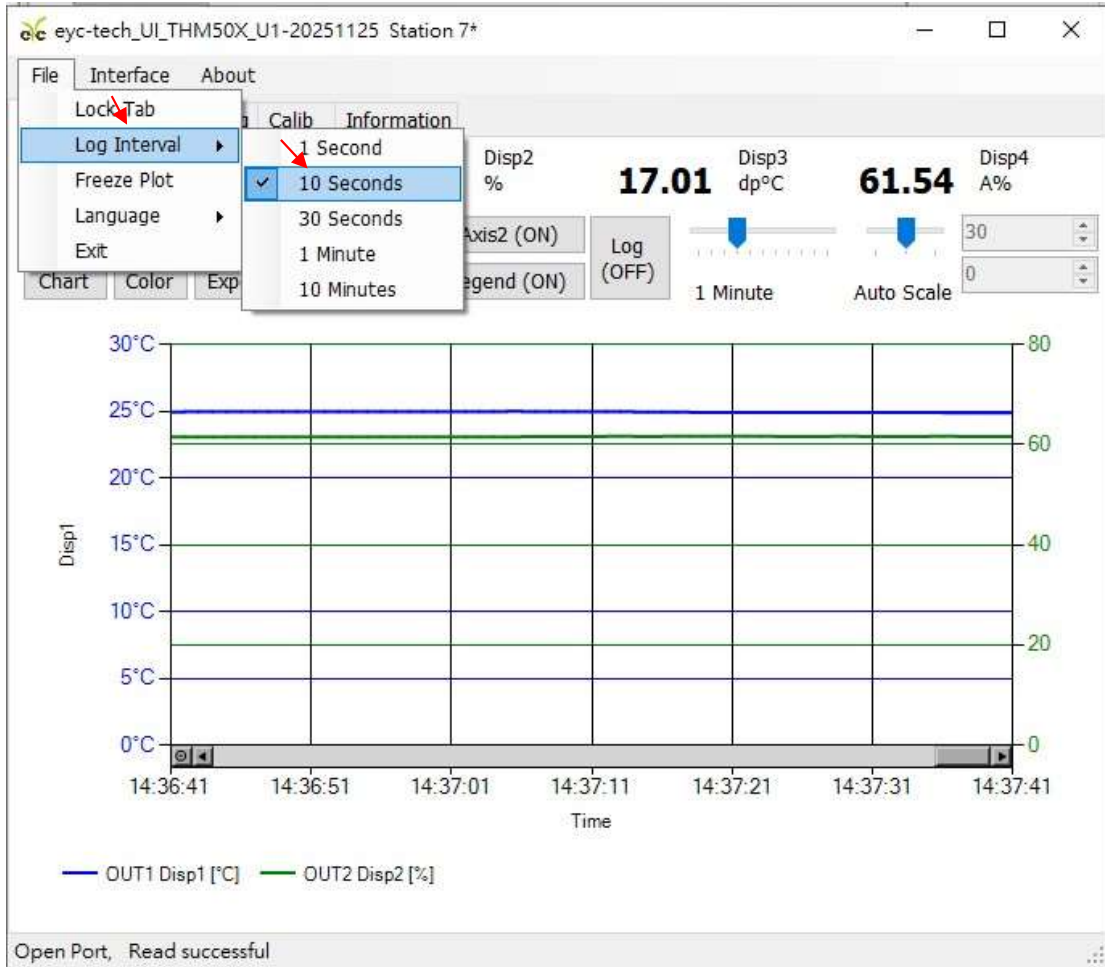 eyc-tech_UI_THM50X_U1-20251125 Station 7*
File Interface About
Lock Tab
Log Interval
Freeze Plot
Language
Exit
Calib Information
1 Second
10 Seconds
30 Seconds
1 Minute
10 Minutes
Disp2
%
17.01
Disp3
dp°C
61.54
Disp4
A%
Axis2 (ON)
Log
(OFF)
30
0
1 Minute
Auto Scale
Chart Color Exp
egend (ON)
30°C
25°C
20°C
15°C
10°C
5°C
0°C
Disp1
80
60
40
20
0
14:36:41 14:36:51 14:37:01 14:37:11 14:37:21 14:37:31 14:37:41
Time
OUT1 Disp1 [°C] OUT2 Disp2 [%]
Open Port, Read successful